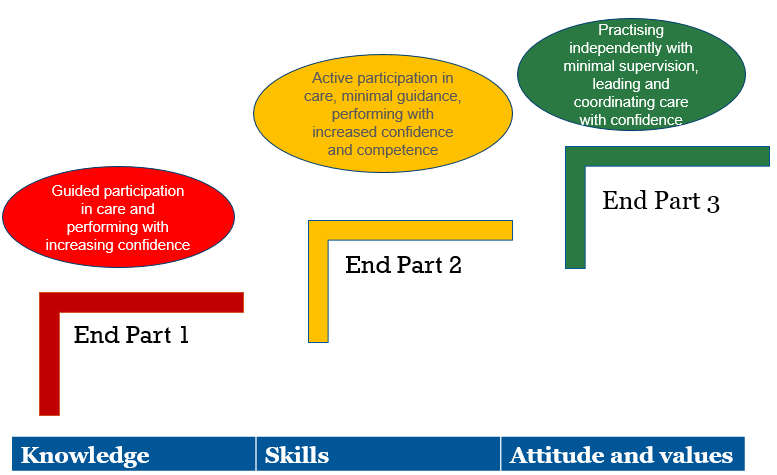 Practising
independently with
minimal supervision,
leading and
coordinating care
with confidence
Active participation in
care, minimal guidance,
performing with
increased confidence
and competence
Guided participation
in care and
performing with
increasing confidence
End Part 3
End Part 2
End Part 1
Knowledge
Skills
Attitude and values